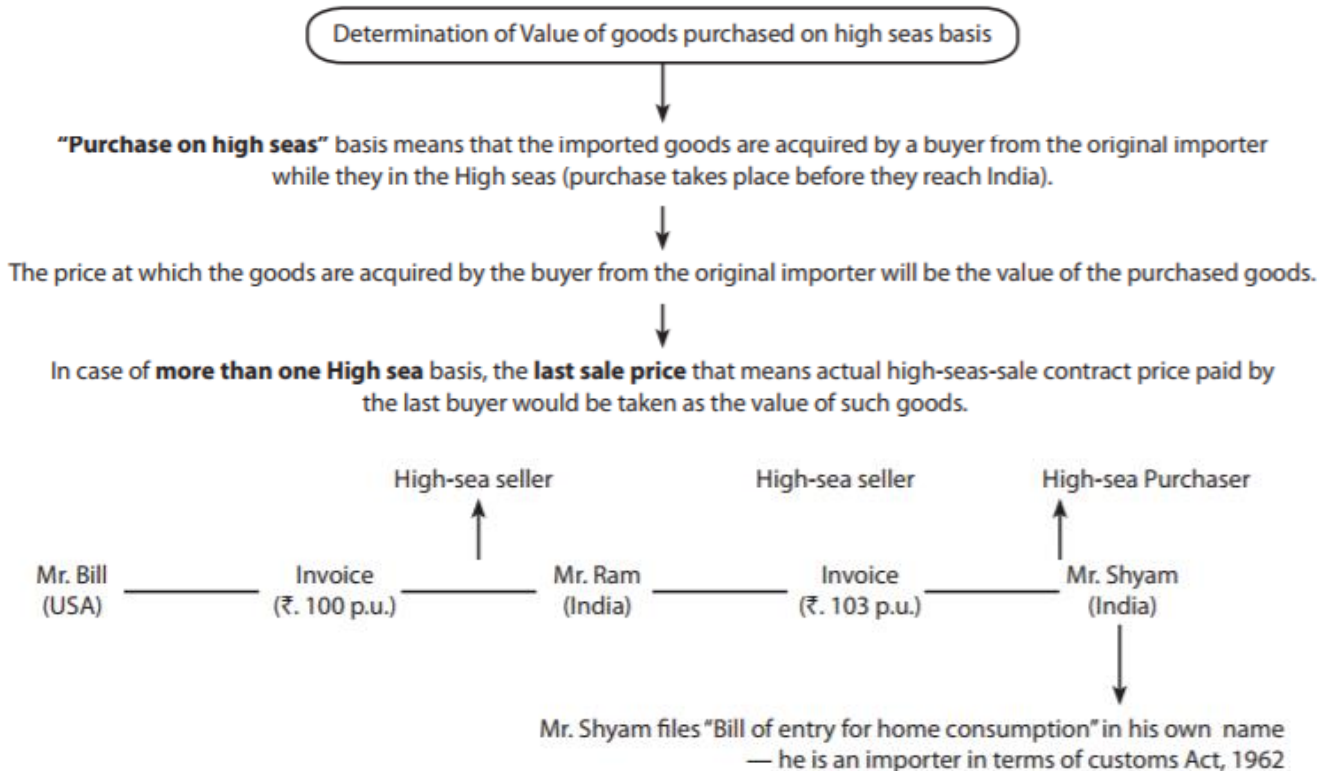 Determination of Value of goods purchased on high seas basis
"Purchase on high seas" basis means that the imported goods are acquired by a buyer from the original importer
while they in the High seas (purchase takes place before they reach India).
The price at which the goods are acquired by the buyer from the original importer will be the value of the purchased goods.
In case of more than one High sea basis, the last sale price that means actual high-seas-sale contract price paid by
the last buyer would be taken as the value of such goods.
High-sea seller High-sea seller High-sea Purchaser
Mr. Bill Invoice Mr. Ram Invoice Mr. Shyam
(USA) (₹. 100 p.u.) (India) (₹. 103 p.u.) (India)
Mr. Shyam files "Bill of entry for home consumption" in his own name
— he is an importer in terms of customs Act, 1962